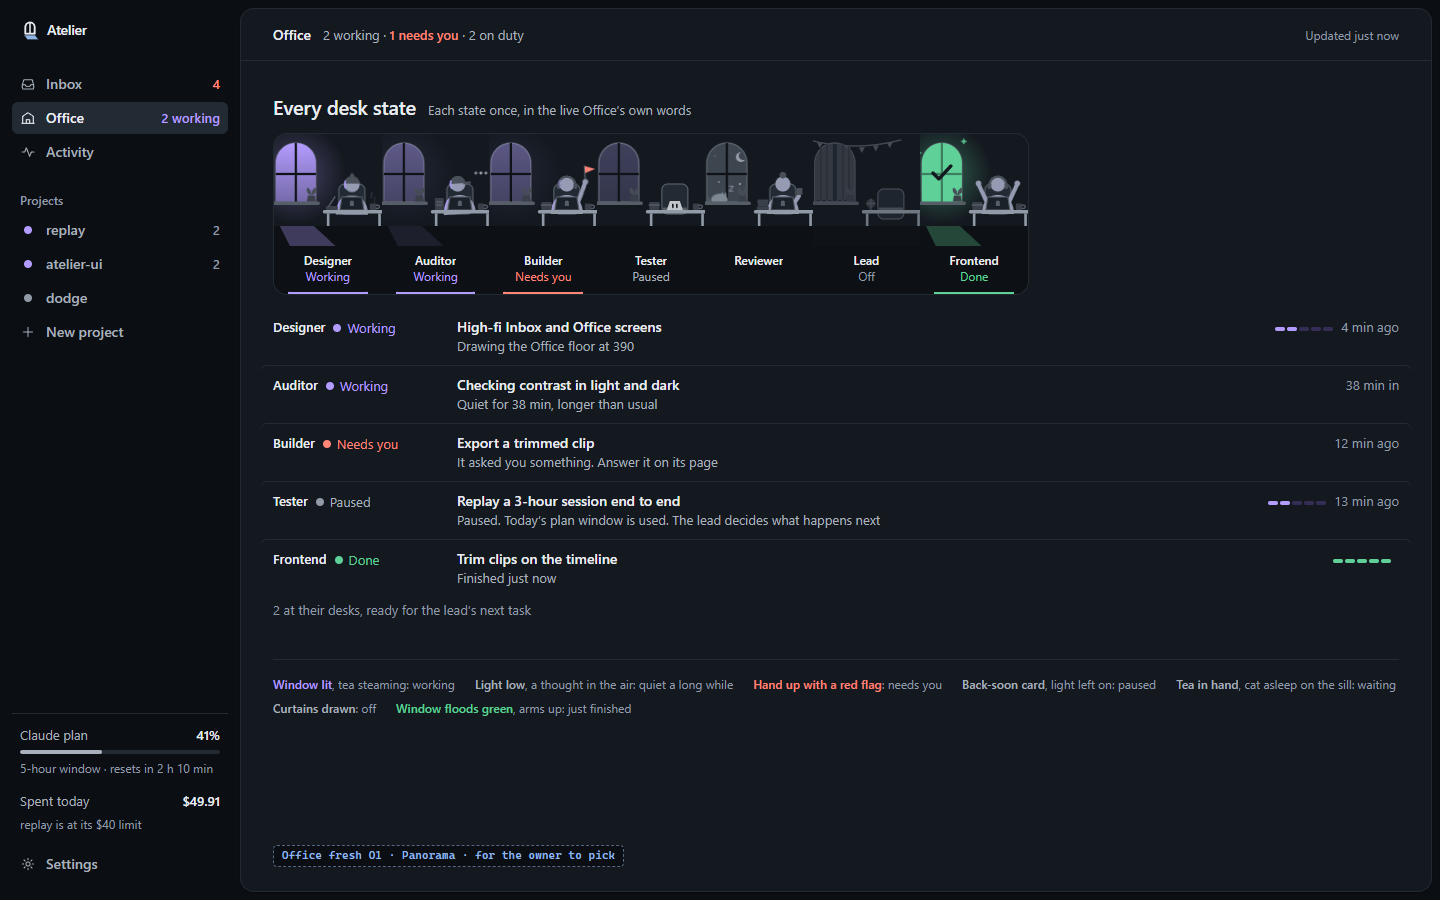 Atelier
Inbox 4
Office 2 working
Activity
Projects
replay 2
atelier-ui 2
dodge
New project
Claude plan 41%
5-hour window · resets in 2 h 10 min
Spent today $49.91
replay is at its $40 limit
Settings
Office 2 working · 1 needs you · 2 on duty Updated just now
Every desk state Each state once, in the live Office's own words
Designer Auditor Builder Tester Reviewer Lead Frontend
Working Working Needs you Paused Off Done
Designer Working High-fi Inbox and Office screens 4 min ago
Drawing the Office floor at 390
Auditor Working Checking contrast in light and dark 38 min in
Quiet for 38 min, longer than usual
Builder Needs you Export a trimmed clip 12 min ago
It asked you something. Answer it on its page
Tester Paused Replay a 3-hour session end to end 13 min ago
Paused. Today's plan window is used. The lead decides what happens next
Frontend Done Trim clips on the timeline
Finished just now
2 at their desks, ready for the lead's next task
Window lit, tea steaming: working Light low, a thought in the air: quiet a long while Hand up with a red flag: needs you Back-soon card, light left on: paused Tea in hand, cat asleep on the sill: waiting
Curtains drawn: off Window floods green, arms up: just finished
Office fresh 01 · Panorama · for the owner to pick